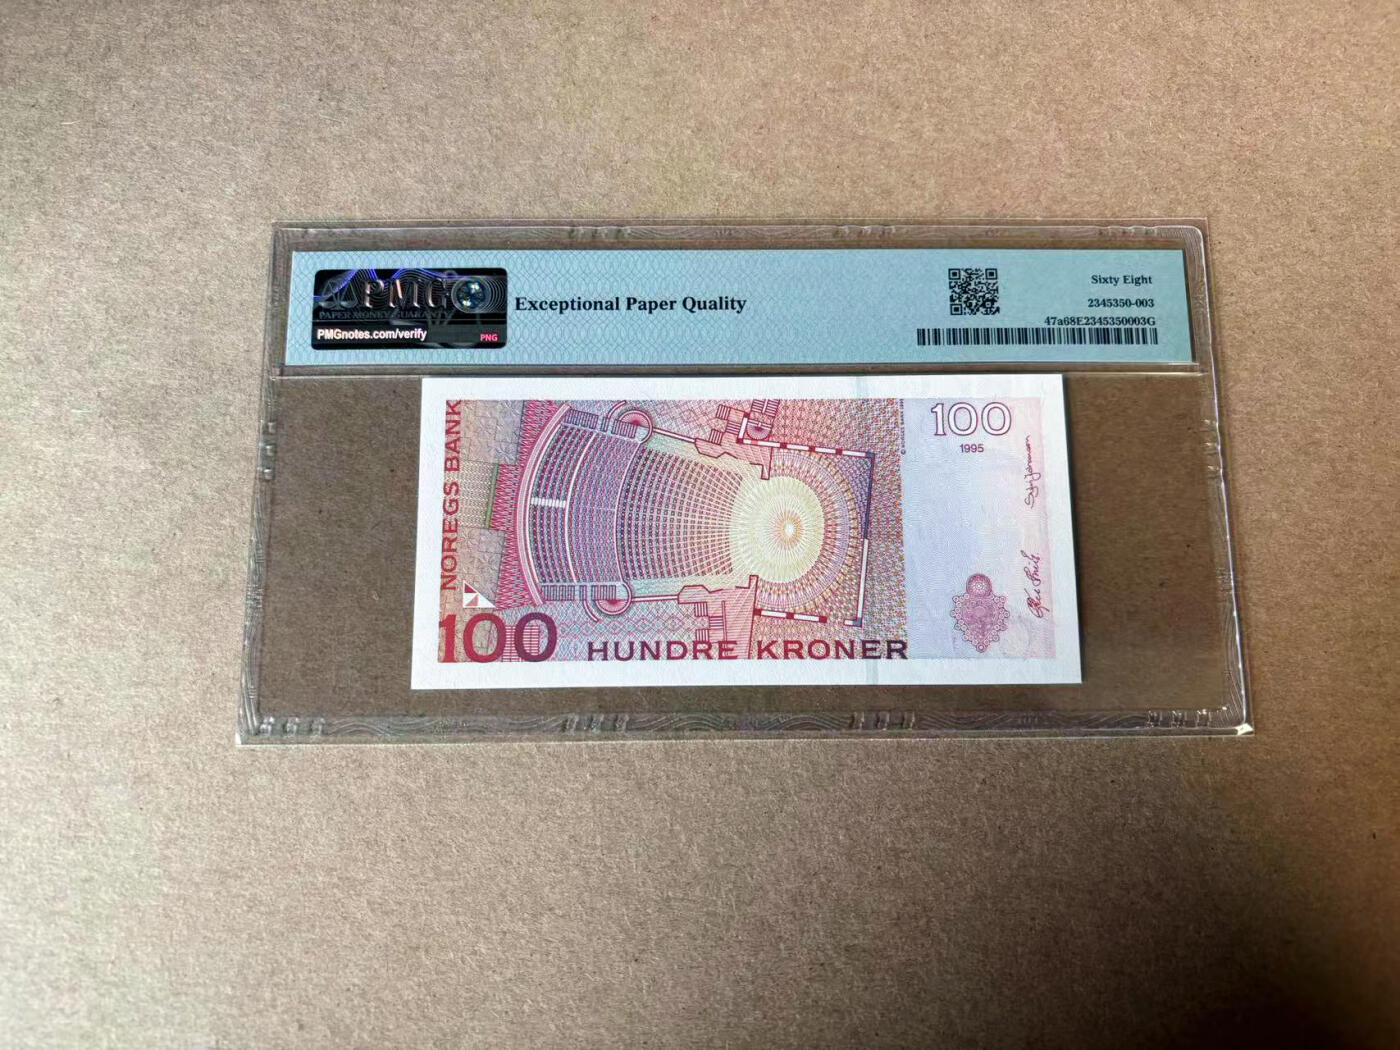 PMG
PAPER MONEY GUARANTY
PMGnotes.com/verify
PNG
Exceptional Paper Quality
Sixty Eight
2345350-003
47a68E2345350003G
NOREGS BANK
100
1995
100
HUNDRE KRONER